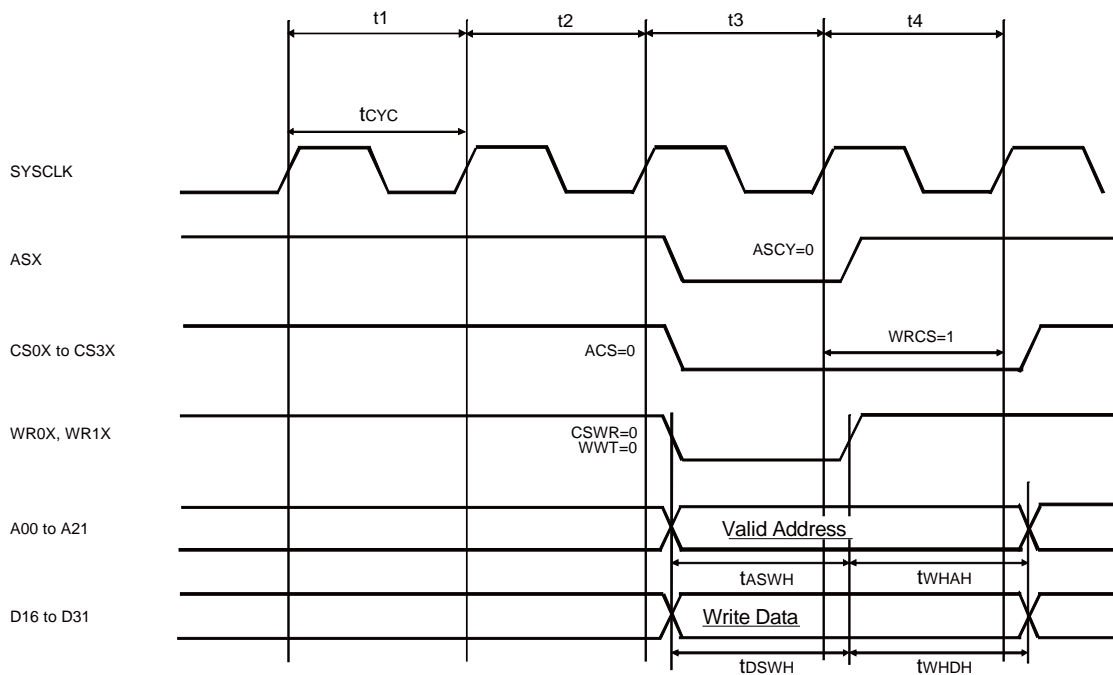 t1 t2 t3 t4
tCYC
SYSCLK
ASX ASCY=0
CS0X to CS3X ACS=0 WRCS=1
WR0X, WR1X CSWR=0
WWT=0
A00 to A21 Valid Address
tASWH tWHAH
D16 to D31 Write Data
tDSWH tWHDH